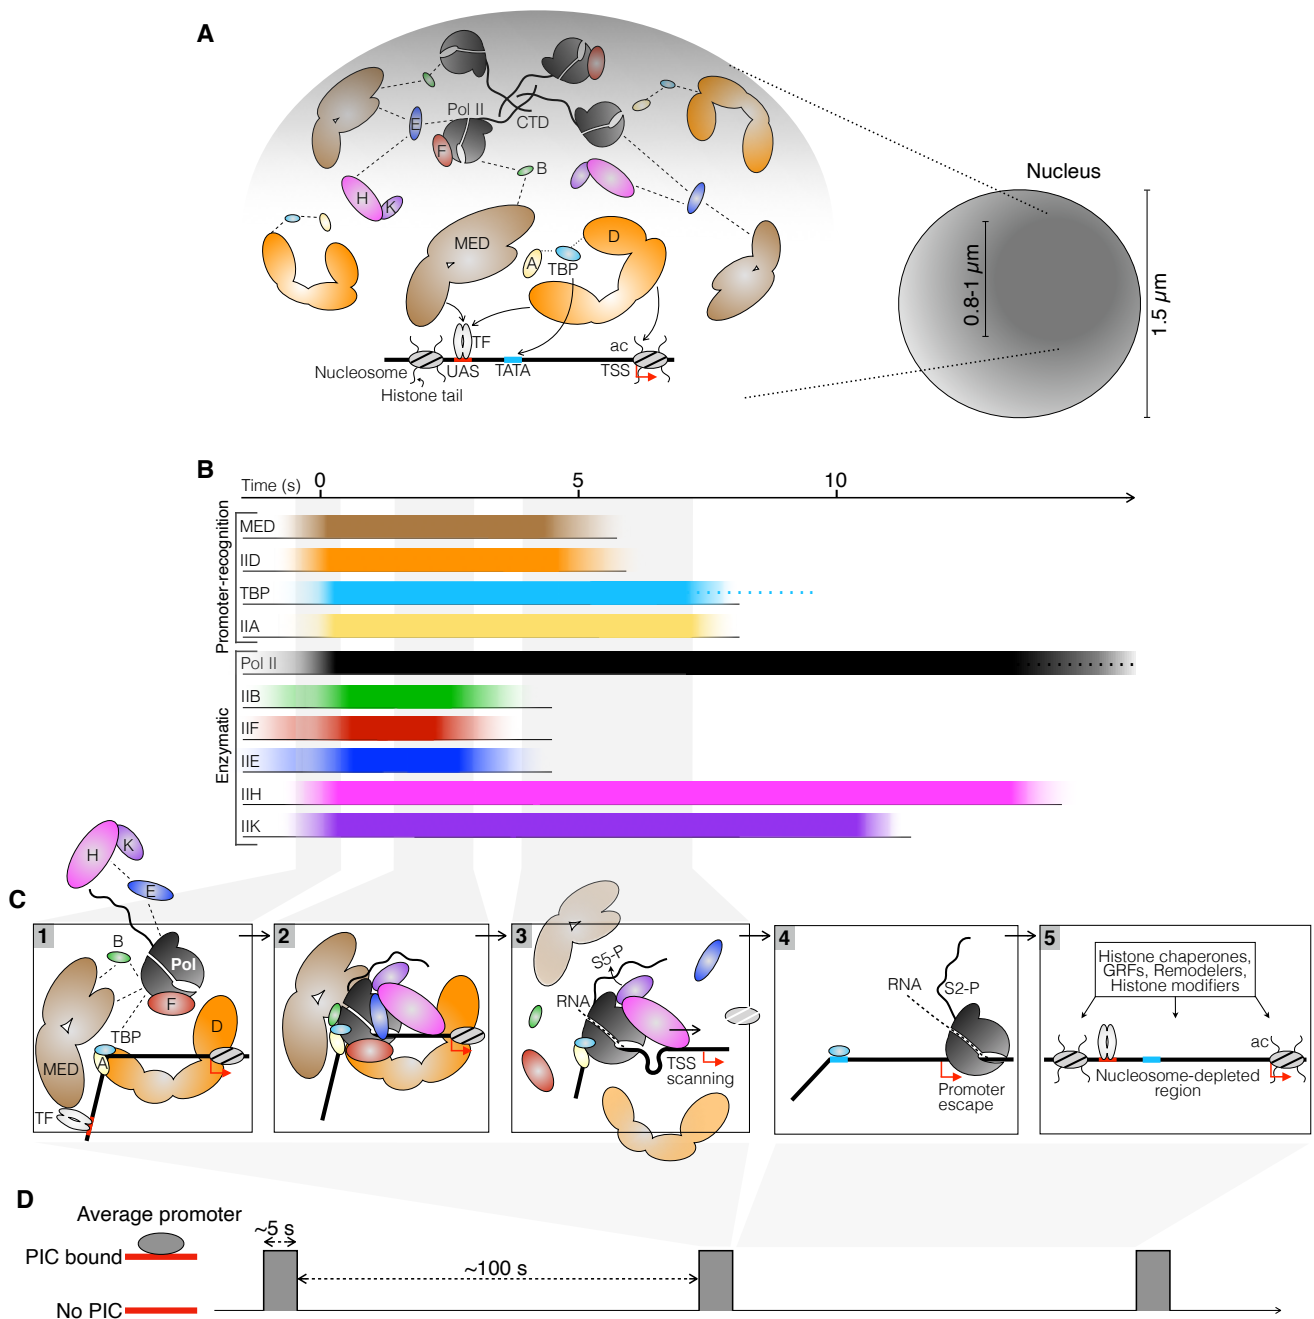 A
Pol II
CTD
E
F
B
H
K
Nucleus
MED
D
A
TBP
0.8-1 µm
1.5 µm
TF
ac
Nucleosome
UAS
TATA
TSS
Histone tail
B
Time (s)
0
5
10
Promoter-recognition
MED
IID
TBP
IIA
Enzymatic
Pol II
IIB
IIF
IIE
IIH
IIK
C
H
K
E
1
B
Pol
F
TBP
D
A
MED
TF
2
3
S5-P
RNA
TSS
scanning
4
RNA
S2-P
Promoter
escape
5
Histone chaperones,
GRFs, Remodelers,
Histone modifiers
ac
Nucleosome-depleted
region
D
Average promoter
~5 s
PIC bound
~100 s
No PIC